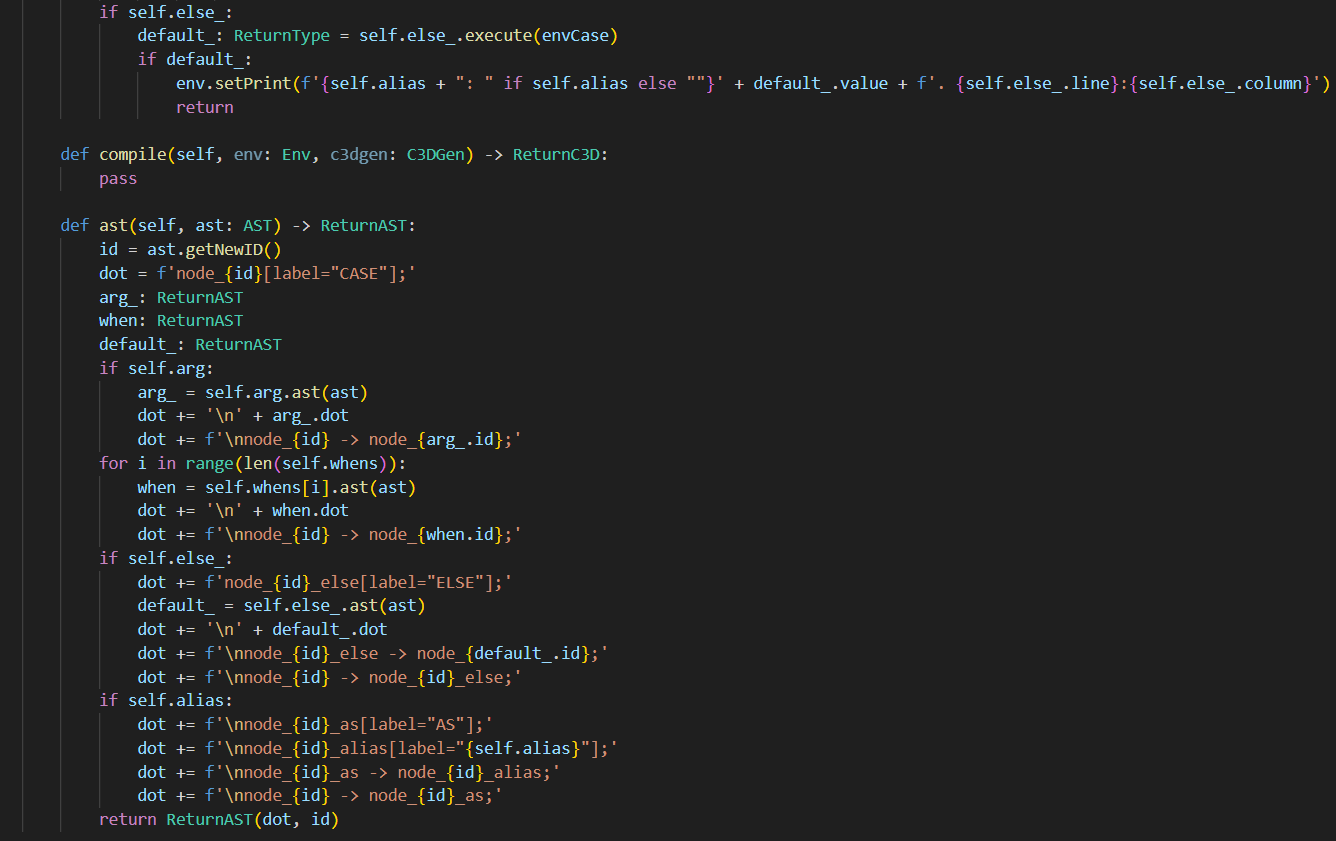 if self.else_:
            default_: ReturnType = self.else_.execute(envCase)
            if default_:
                env.setPrint(f'{self.alias + ": " if self.alias else ""}' + default_.value + f'. {self.else_.line}:{self.else_.column}')
                return

    def compile(self, env: Env, c3dgen: C3DGen) -> ReturnC3D:
        pass

    def ast(self, ast: AST) -> ReturnAST:
        id = ast.getNewID()
        dot = f'node_{id}[label="CASE"];'
        arg_: ReturnAST
        when: ReturnAST
        default_: ReturnAST
        if self.arg:
            arg_ = self.arg.ast(ast)
            dot += '\n' + arg_.dot
            dot += f'\nnode_{id} -> node_{arg_.id};'
        for i in range(len(self.whens)):
            when = self.whens[i].ast(ast)
            dot += '\n' + when.dot
            dot += f'\nnode_{id} -> node_{when.id};'
        if self.else_:
            dot += f'node_{id}_else[label="ELSE"];'
            default_ = self.else_.ast(ast)
            dot += '\n' + default_.dot
            dot += f'\nnode_{id}_else -> node_{default_.id};'
            dot += f'\nnode_{id} -> node_{id}_else;'
        if self.alias:
            dot += f'\nnode_{id}_as[label="AS"];'
            dot += f'\nnode_{id}_alias[label="{self.alias}"];'
            dot += f'\nnode_{id}_as -> node_{id}_alias;'
            dot += f'\nnode_{id} -> node_{id}_as;'
        return ReturnAST(dot, id)